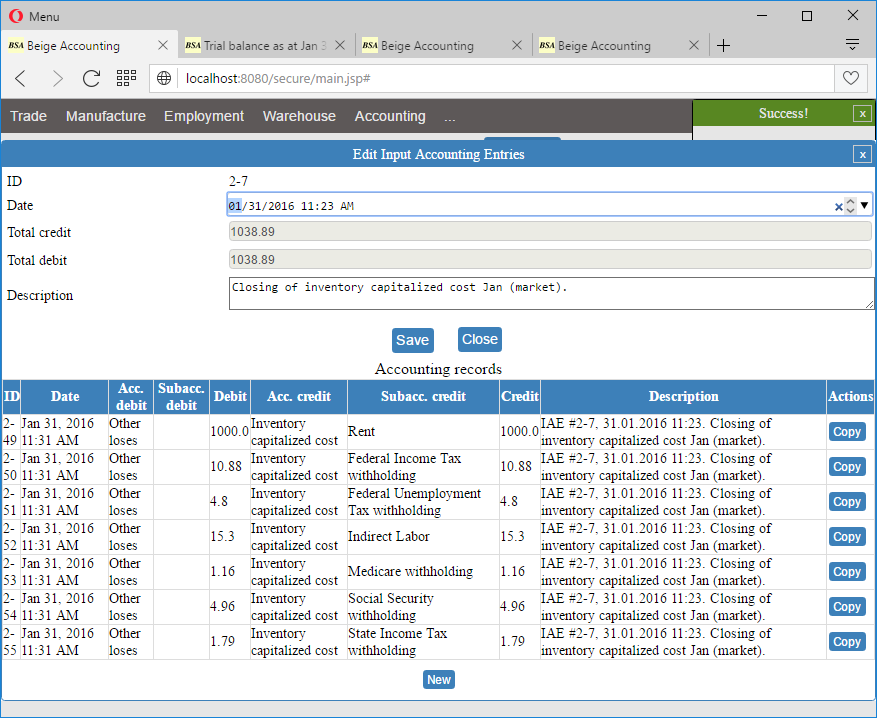 Menu
BSA Beige Accounting
BSA Trial balance as at Jan 3
BSA Beige Accounting
BSA Beige Accounting
localhost:8080/secure/main.jsp#
Trade Manufacture Employment Warehouse Accounting ...
Success! x
Edit Input Accounting Entries x
ID 2-7
Date 01/31/2016 11:23 AM
Total credit 1038.89
Total debit 1038.89
Description Closing of inventory capitalized cost Jan (market).
Save Close
Accounting records
ID Date Acc. debit Subacc. debit Debit Acc. credit Subacc. credit Credit Description Actions
2- Jan 31, 2016 Other 1000.0 Inventory Rent 1000.0 IAE #2-7, 31.01.2016 11:23. Closing of Copy
49 11:31 AM loses capitalized cost inventory capitalized cost Jan (market).
2- Jan 31, 2016 Other 10.88 Inventory Federal Income Tax 10.88 IAE #2-7, 31.01.2016 11:23. Closing of Copy
50 11:31 AM loses capitalized cost withholding inventory capitalized cost Jan (market).
2- Jan 31, 2016 Other 4.8 Inventory Federal Unemployment 4.8 IAE #2-7, 31.01.2016 11:23. Closing of Copy
51 11:31 AM loses capitalized cost Tax withholding inventory capitalized cost Jan (market).
2- Jan 31, 2016 Other 15.3 Inventory Indirect Labor 15.3 IAE #2-7, 31.01.2016 11:23. Closing of Copy
52 11:31 AM loses capitalized cost inventory capitalized cost Jan (market).
2- Jan 31, 2016 Other 1.16 Inventory Medicare withholding 1.16 IAE #2-7, 31.01.2016 11:23. Closing of Copy
53 11:31 AM loses capitalized cost inventory capitalized cost Jan (market).
2- Jan 31, 2016 Other 4.96 Inventory Social Security 4.96 IAE #2-7, 31.01.2016 11:23. Closing of Copy
54 11:31 AM loses capitalized cost withholding inventory capitalized cost Jan (market).
2- Jan 31, 2016 Other 1.79 Inventory State Income Tax 1.79 IAE #2-7, 31.01.2016 11:23. Closing of Copy
55 11:31 AM loses capitalized cost withholding inventory capitalized cost Jan (market).
New